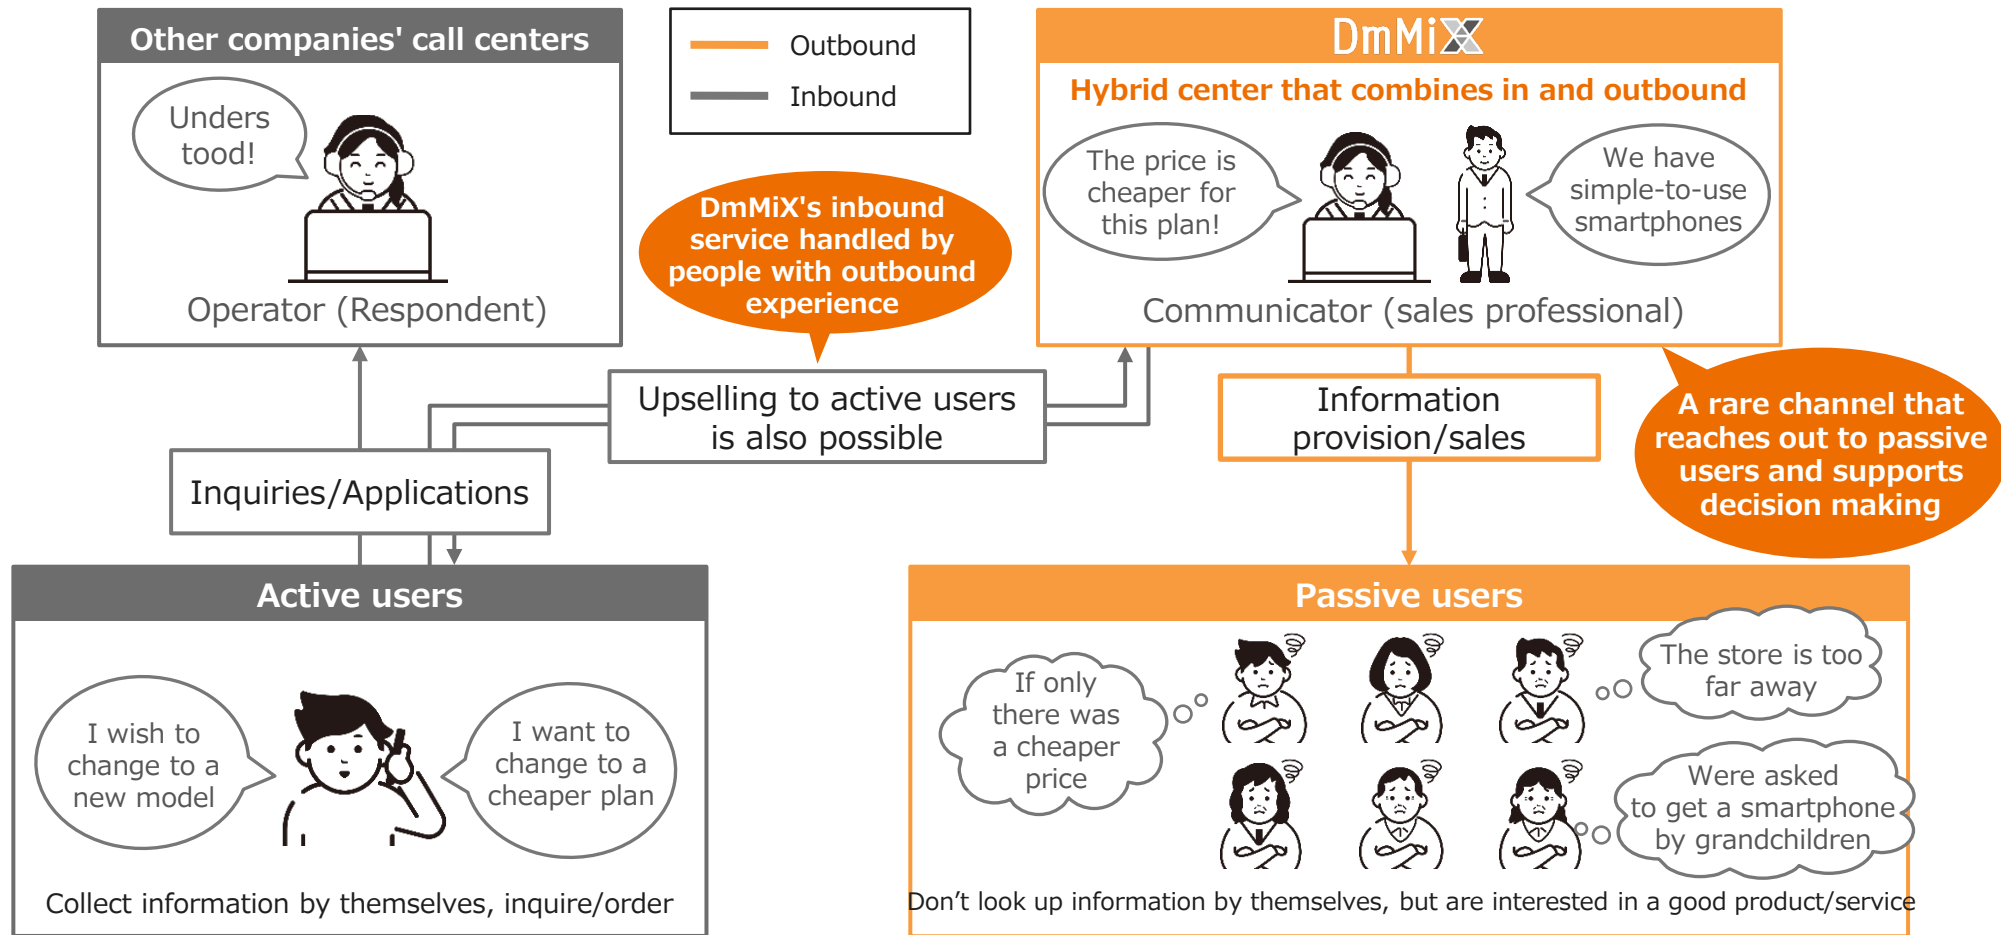 Other companies' call centers
Unders
tood!
Operator (Respondent)
Outbound
Inbound
DmMiX
Hybrid center that combines in and outbound
The price is
cheaper for
this plan!
We have
simple-to-use
smartphones
Communicator (sales professional)
DmMiX's inbound
service handled by
people with outbound
experience
Upselling to active users
is also possible
Information
provision/sales
A rare channel that
reaches out to passive
users and supports
decision making
Inquiries/Applications
Active users
I wish to
change to a
new model
I want to
change to a
cheaper plan
Collect information by themselves, inquire/order
Passive users
If only
there was
a cheaper
price
The store is too
far away
Were asked
to get a smartphone
by grandchildren
Don’t look up information by themselves, but are interested in a good product/service